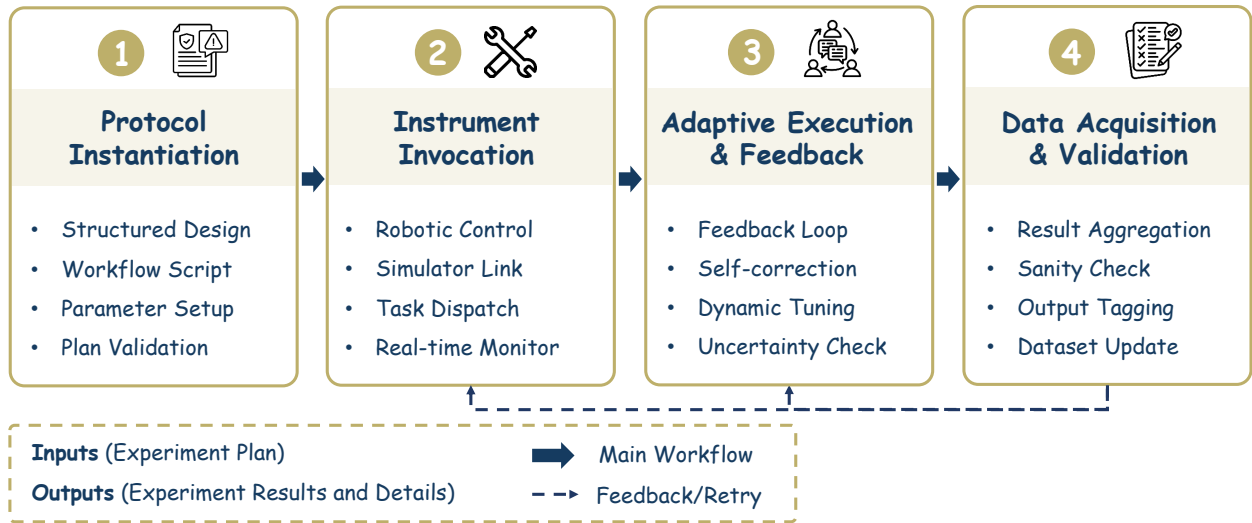 1
Protocol
Instantiation
• Structured Design
• Workflow Script
• Parameter Setup
• Plan Validation
2
Instrument
Invocation
• Robotic Control
• Simulator Link
• Task Dispatch
• Real-time Monitor
3
Adaptive Execution
& Feedback
• Feedback Loop
• Self-correction
• Dynamic Tuning
• Uncertainty Check
4
Data Acquisition
& Validation
• Result Aggregation
• Sanity Check
• Output Tagging
• Dataset Update
Inputs (Experiment Plan)
Outputs (Experiment Results and Details)
Main Workflow
Feedback/Retry